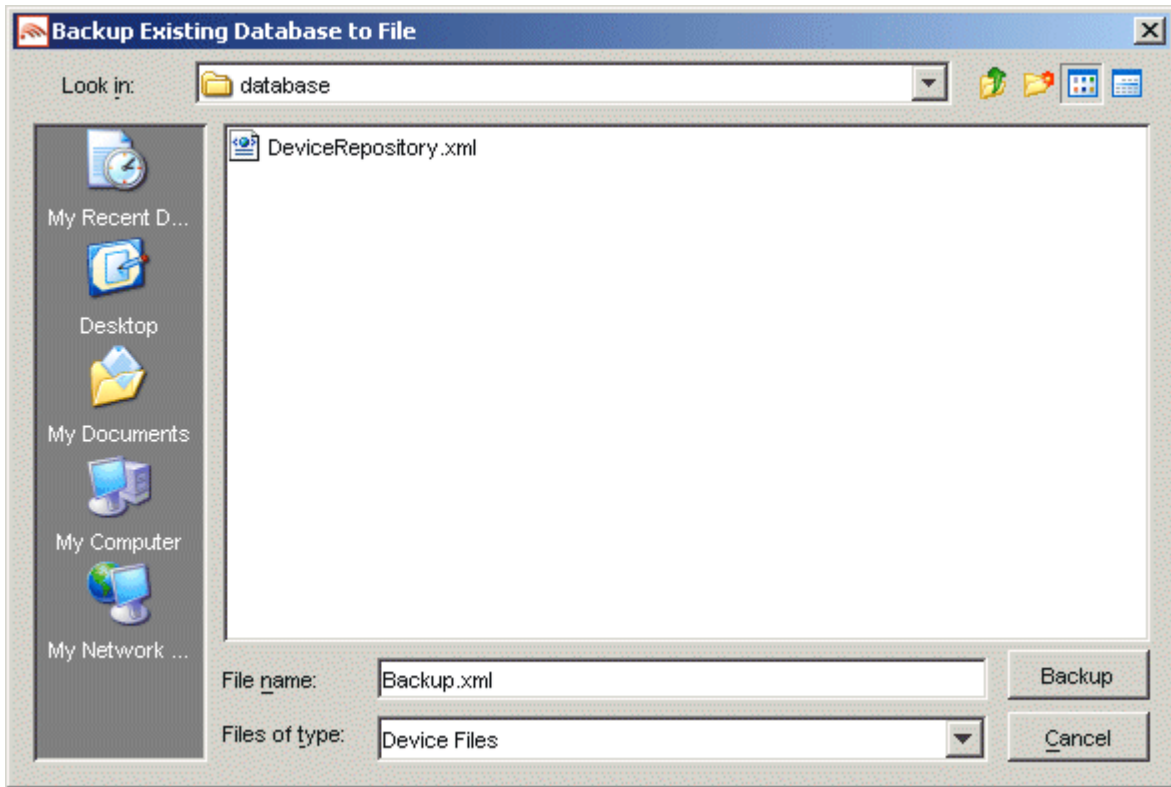 Backup Existing Database to File
Look in:
database
DeviceRepository.xml
My Recent D...
Desktop
My Documents
My Computer
My Network ...
File name:
Backup.xml
Backup
Files of type:
Device Files
Cancel